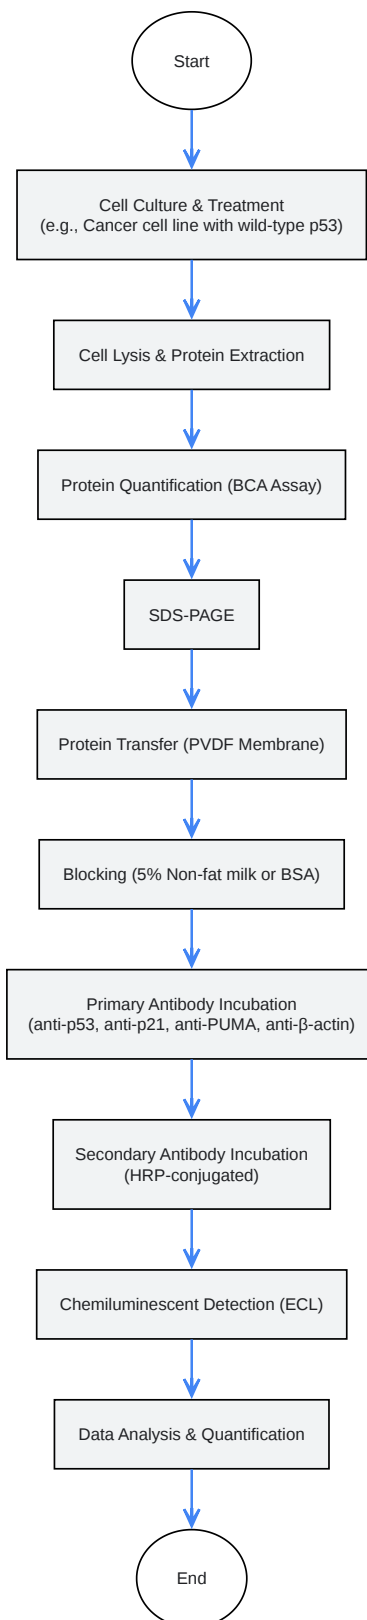 Start
Cell Culture & Treatment
(e.g., Cancer cell line with wild-type p53)
Cell Lysis & Protein Extraction
Protein Quantification (BCA Assay)
SDS-PAGE
Protein Transfer (PVDF Membrane)
Blocking (5% Non-fat milk or BSA)
Primary Antibody Incubation
(anti-p53, anti-p21, anti-PUMA, anti-β-actin)
Secondary Antibody Incubation
(HRP-conjugated)
Chemiluminescent Detection (ECL)
Data Analysis & Quantification
End